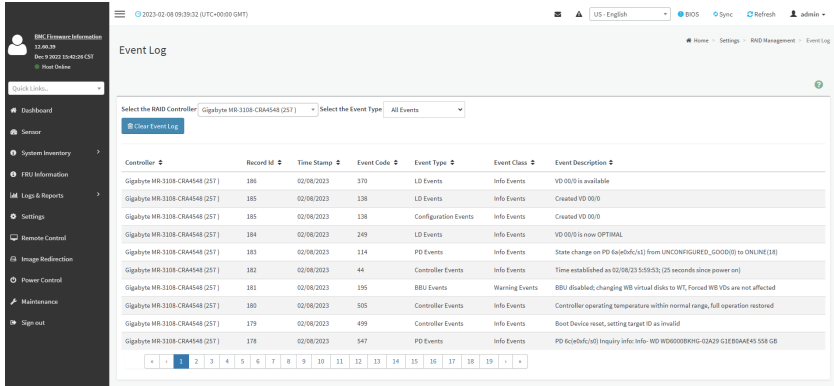 2023-02-08 09:39:32 (UTC+00:00 GMT)
US - English
BIOS
Sync
Refresh
admin
BMC Firmware Information
12.60.39
Dec 9 2022 15:42:26 CST
Host Online
Quick Links..
Dashboard
Sensor
System Inventory
FRU Information
Logs & Reports
Settings
Remote Control
Image Redirection
Power Control
Maintenance
Sign out
Event Log
Home > Settings > RAID Management > Event Log
Select the RAID Controller Gigabyte MR-3108-CRA4548 (257 ) Select the Event Type All Events
Clear Event Log
Controller Record Id Time Stamp Event Code Event Type Event Class Event Description
Gigabyte MR-3108-CRA4548 (257 ) 186 02/08/2023 370 LD Events Info Events VD 00/0 is available
Gigabyte MR-3108-CRA4548 (257 ) 185 02/08/2023 138 LD Events Info Events Created VD 00/0
Gigabyte MR-3108-CRA4548 (257 ) 185 02/08/2023 138 Configuration Events Info Events Created VD 00/0
Gigabyte MR-3108-CRA4548 (257 ) 184 02/08/2023 249 LD Events Info Events VD 00/0 is now OPTIMAL
Gigabyte MR-3108-CRA4548 (257 ) 183 02/08/2023 114 PD Events Info Events State change on PD 6a(e0xfc/s1) from UNCONFIGURED_GOOD(0) to ONLINE(18)
Gigabyte MR-3108-CRA4548 (257 ) 182 02/08/2023 44 Controller Events Info Events Time established as 02/08/23 5:59:53; (25 seconds since power on)
Gigabyte MR-3108-CRA4548 (257 ) 181 02/08/2023 195 BBU Events Warning Events BBU disabled; changing WB virtual disks to WT, Forced WB VDs are not affected
Gigabyte MR-3108-CRA4548 (257 ) 180 02/08/2023 505 Controller Events Info Events Controller operating temperature within normal range, full operation restored
Gigabyte MR-3108-CRA4548 (257 ) 179 02/08/2023 499 Controller Events Info Events Boot Device reset, setting target ID as invalid
Gigabyte MR-3108-CRA4548 (257 ) 178 02/08/2023 547 PD Events Info Events PD 6c(e0xfc/s0) Inquiry info: Info- WD WD6000BKHG-02A29 G1EB0AAE45 558 GB
« ‹ 1 2 3 4 5 6 7 8 9 10 11 12 13 14 15 16 17 18 19 › »